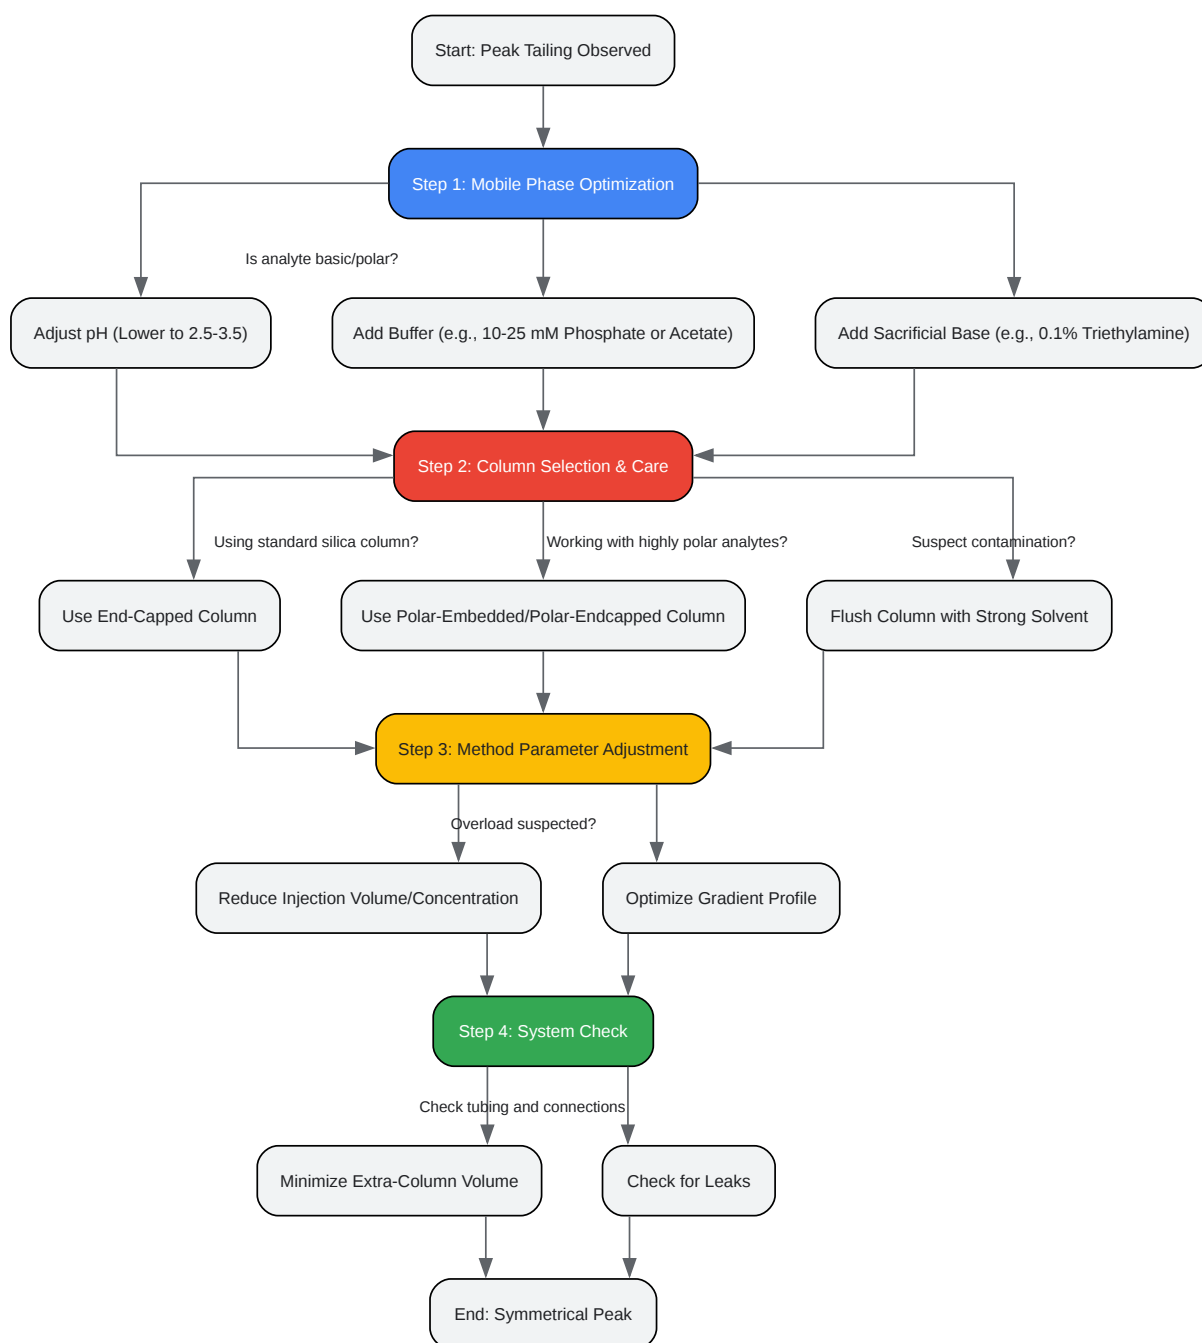 Start: Peak Tailing Observed
Step 1: Mobile Phase Optimization
Is analyte basic/polar?
Adjust pH (Lower to 2.5-3.5)
Add Buffer (e.g., 10-25 mM Phosphate or Acetate)
Add Sacrificial Base (e.g., 0.1% Triethylamine)
Step 2: Column Selection & Care
Using standard silica column?
Working with highly polar analytes?
Suspect contamination?
Use End-Capped Column
Use Polar-Embedded/Polar-Endcapped Column
Flush Column with Strong Solvent
Step 3: Method Parameter Adjustment
Overload suspected?
Reduce Injection Volume/Concentration
Optimize Gradient Profile
Step 4: System Check
Check tubing and connections
Minimize Extra-Column Volume
Check for Leaks
End: Symmetrical Peak